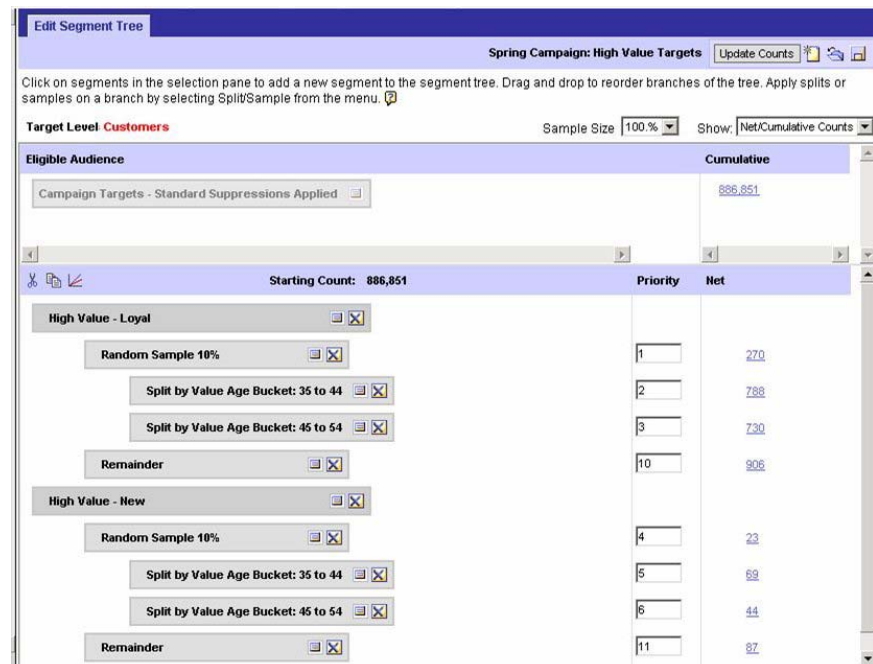 Edit Segment Tree
Spring Campaign: High Value Targets Update Counts
Click on segments in the selection pane to add a new segment to the segment tree. Drag and drop to reorder branches of the tree. Apply splits or
samples on a branch by selecting Split/Sample from the menu.
Target Level: Customers Sample Size 100.% Show: Net/Cumulative Counts
Eligible Audience Cumulative
Campaign Targets - Standard Suppressions Applied 886,851
Starting Count: 886,851 Priority Net
High Value - Loyal
Random Sample 10% 1 270
Split by Value Age Bucket: 35 to 44 2 788
Split by Value Age Bucket: 45 to 54 3 730
Remainder 10 906
High Value - New
Random Sample 10% 4 23
Split by Value Age Bucket: 35 to 44 5 69
Split by Value Age Bucket: 45 to 54 6 44
Remainder 11 87